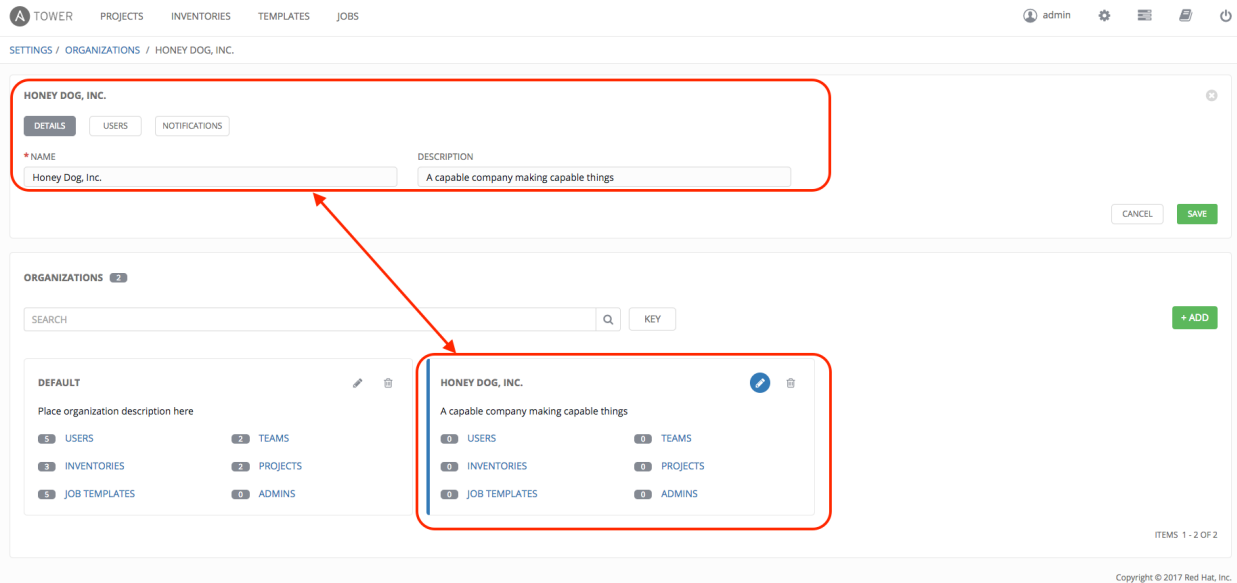 A TOWER PROJECTS INVENTORIES TEMPLATES JOBS admin
SETTINGS / ORGANIZATIONS / HONEY DOG, INC.
HONEY DOG, INC.
DETAILS USERS NOTIFICATIONS
* NAME DESCRIPTION
Honey Dog, Inc. A capable company making capable things
CANCEL SAVE
ORGANIZATIONS 2
SEARCH KEY + ADD
DEFAULT
Place organization description here
5 USERS 2 TEAMS
3 INVENTORIES 2 PROJECTS
5 JOB TEMPLATES 0 ADMINS
HONEY DOG, INC.
A capable company making capable things
0 USERS 0 TEAMS
0 INVENTORIES 0 PROJECTS
0 JOB TEMPLATES 0 ADMINS
ITEMS 1 - 2 OF 2
Copyright © 2017 Red Hat, Inc.